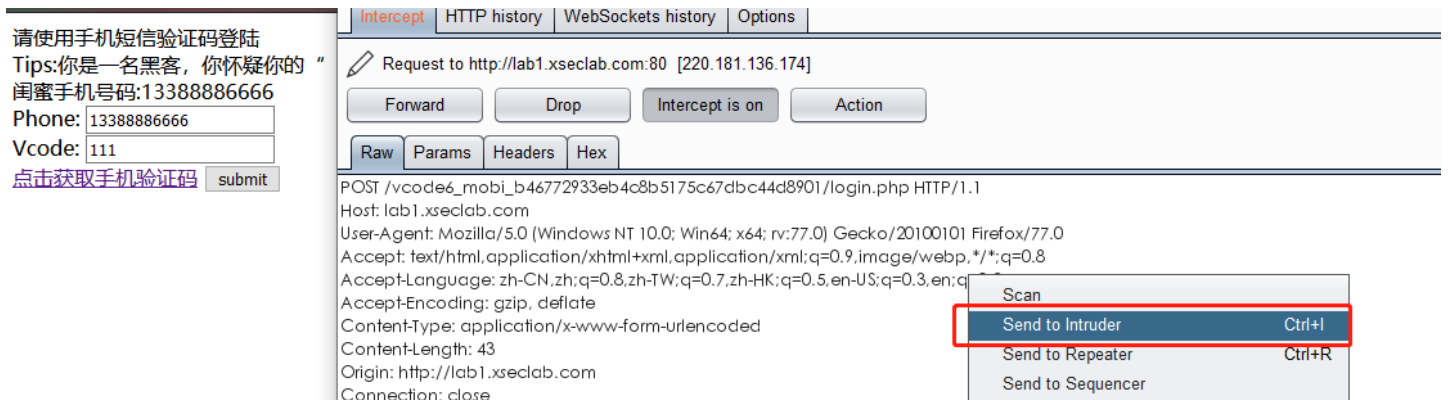 请使用手机短信验证码登陆
Tips:你是一名黑客，你怀疑你的“
闺蜜手机号码:13388886666
Phone: 13388886666
Vcode: 111
点击获取手机验证码 submit
Intercept HTTP history WebSockets history Options
Request to http://lab1.xseclab.com:80 [220.181.136.174]
Forward Drop Intercept is on Action
Raw Params Headers Hex
POST /vcode6_mobi_b46772933eb4c8b5175c67dbc44d8901/login.php HTTP/1.1
Host: lab1.xseclab.com
User-Agent: Mozilla/5.0 (Windows NT 10.0; Win64; x64; rv:77.0) Gecko/20100101 Firefox/77.0
Accept: text/html,application/xhtml+xml,application/xml;q=0.9,image/webp,*/*;q=0.8
Accept-Language: zh-CN,zh;q=0.8,zh-TW;q=0.7,zh-HK;q=0.5,en-US;q=0.3,en;q
Accept-Encoding: gzip, deflate
Content-Type: application/x-www-form-urlencoded
Content-Length: 43
Origin: http://lab1.xseclab.com
Connection: close
Scan
Send to Intruder Ctrl+I
Send to Repeater Ctrl+R
Send to Sequencer